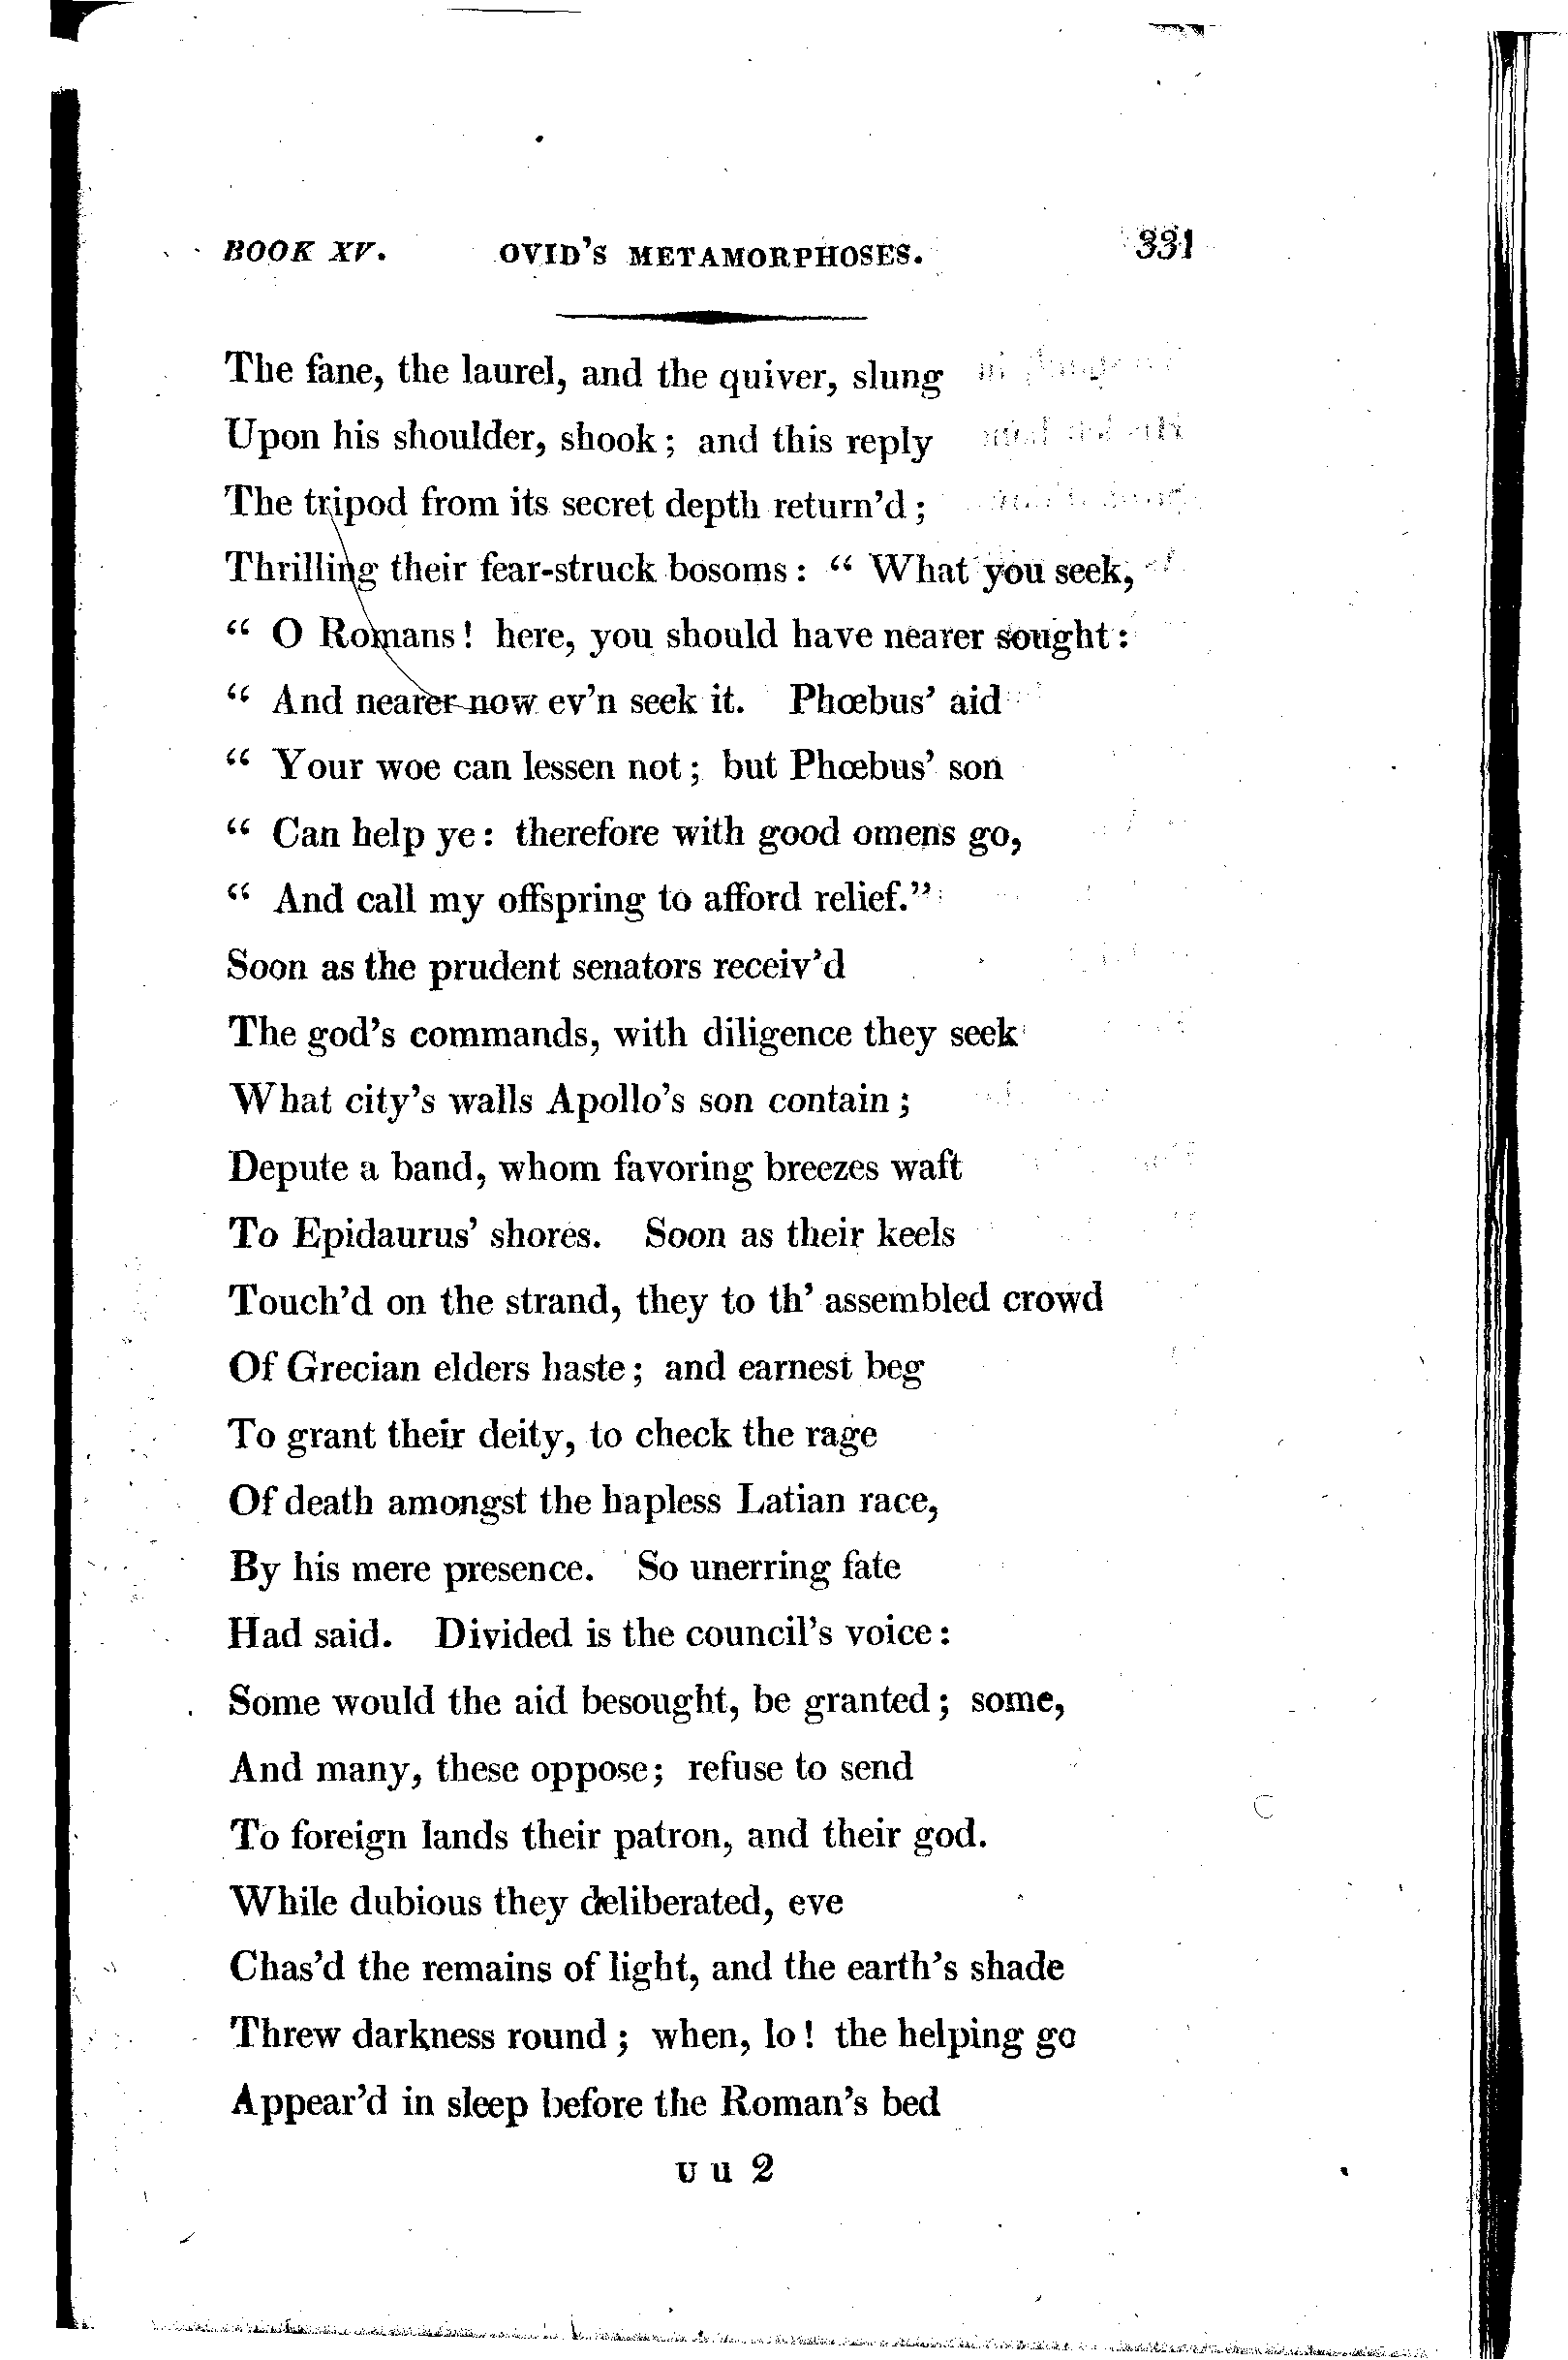 BOOK XV. OVID'S METAMORPHOSES. 331
The fane, the laurel, and the quiver, slung
Upon his shoulder, shook; and this reply
The tripod from its secret depth return'd;
Thrilling their fear-struck bosoms: “ What you seek,
“ O Romans! here, you should have nearer sought:
“ And nearer now ev'n seek it. Phœbus' aid
“ Your woe can lessen not; but Phœbus' son
“ Can help ye: therefore with good omens go,
“ And call my offspring to afford relief.”
Soon as the prudent senators receiv'd
The god's commands, with diligence they seek
What city's walls Apollo's son contain;
Depute a band, whom favoring breezes waft
To Epidaurus' shores. Soon as their keels
Touch'd on the strand, they to th' assembled crowd
Of Grecian elders haste; and earnest beg
To grant their deity, to check the rage
Of death amongst the hapless Latian race,
By his mere presence. So unerring fate
Had said. Divided is the council's voice:
Some would the aid besought, be granted; some,
And many, these oppose; refuse to send
To foreign lands their patron, and their god.
While dubious they deliberated, eve
Chas'd the remains of light, and the earth's shade
Threw darkness round; when, lo! the helping go
Appear'd in sleep before the Roman's bed
U u 2